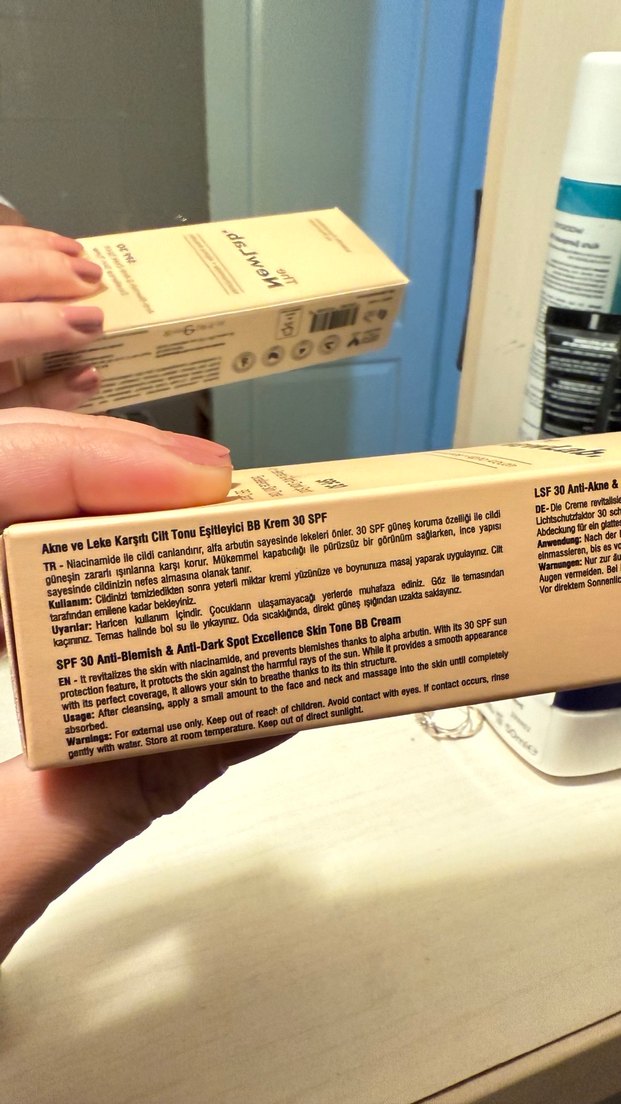 The
NewLab.
SPF 30
Akne ve Leke Karşıtı Cilt Tonu Eşitleyici BB Krem 30 SPF
TR - Niacinamide ile cildi canlandırır, alfa arbutin sayesinde lekeleri önler. 30 SPF güneş koruma özelliği ile cildi
güneşin zararlı ışınlarına karşı korur. Mükemmel kapatıcılığı ile pürüzsüz bir görünüm sağlarken, ince yapısı
sayesinde cildinizin nefes almasına olanak tanır.
Kullanım: Cildinizi temizledikten sonra yeterli miktar kremi yüzünüze ve boynunuza masaj yaparak uygulayınız. Cilt
tarafından emilene kadar bekleyiniz.
Uyarılar: Haricen kullanım içindir. Çocukların ulaşamayacağı yerlerde muhafaza ediniz. Göz ile temasından
kaçınınız. Temas halinde bol su ile yıkayınız. Oda sıcaklığında, direkt güneş ışığından uzakta saklayınız.
SPF 30 Anti-Blemish & Anti-Dark Spot Excellence Skin Tone BB Cream
EN - It revitalizes the skin with niacinamide, and prevents blemishes thanks to alpha arbutin. With its 30 SPF sun
protection feature, it protects the skin against the harmful rays of the sun. While it provides a smooth appearance
with its perfect coverage, it allows your skin to breathe thanks to its thin structure.
Usage: After cleansing, apply a small amount to the face and neck and massage into the skin until completely
absorbed.
Warnings: For external use only. Keep out of reach of children. Avoid contact with eyes. If contact occurs, rinse
gently with water. Store at room temperature. Keep out of direct sunlight.
LSF 30 Anti-Akne &
DE- Die Creme revitalisie
Lichtschutzfaktor 30 sch
Abdeckung für ein glatte
Anwendung: Nach der
einmassieren, bis es vo
Warnungen: Nur zur äu
Augen vermeiden. Bei
Vor direktem Sonnenlic